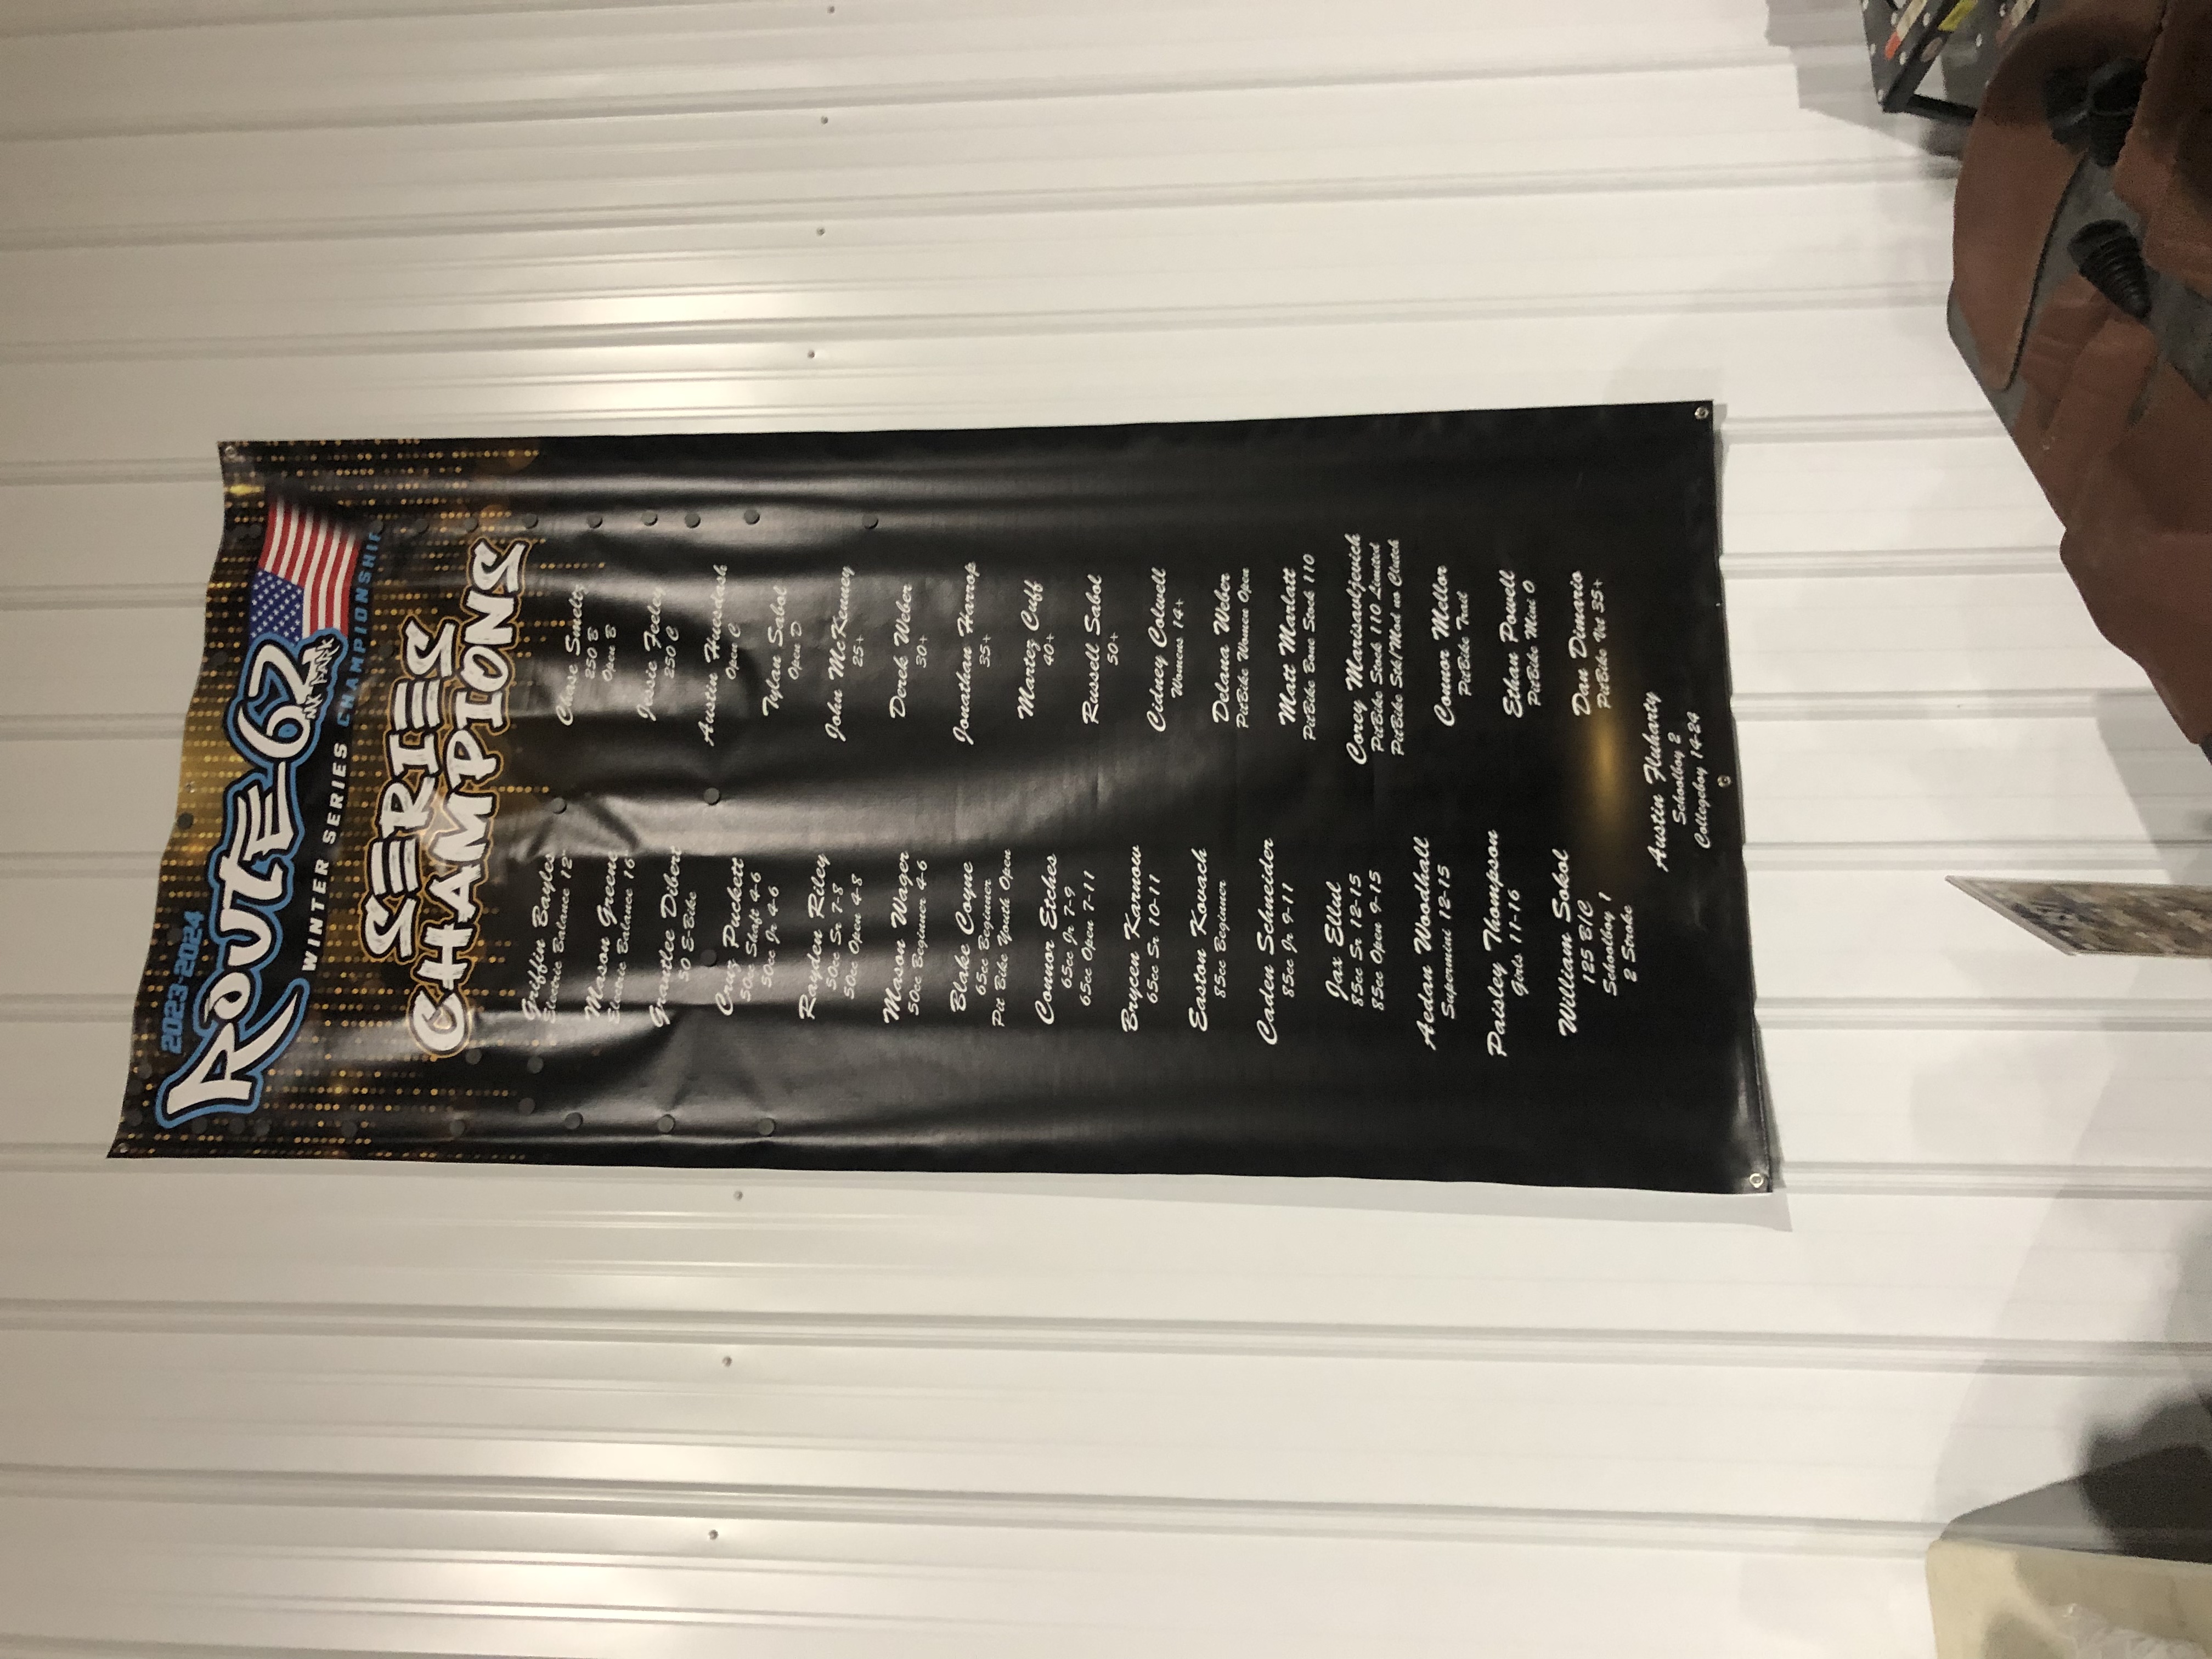 2023-2024
ROUTE 62
MX PARK
WINTER SERIES CHAMPIONSHIP
SERIES
CHAMPIONS
Griffin Bayles
Electric Balance 12"
Mason Greene
Electric Balance 16"
Grantlee Dibert
50 E-Bike
Cruz Puckett
50cc Shaft 4-6
50cc Jr 4-6
Rayden Riley
50cc Sr 7-8
50cc Open 4-8
Mason Wager
50cc Beginner 4-6
Blake Coyne
65cc Beginner
Pit Bike Youth Open
Connor Etches
65cc Jr 7-9
65cc Open 7-11
Brycen Karnow
65cc Sr 10-11
Easton Kovach
85cc Beginner
Caden Schneider
85cc Jr 9-11
Jax Ellul
85cc Sr 12-15
85cc Open 9-15
Aedan Woodhall
Supermini 12-15
Paisley Thompson
Girls 11-16
William Sokol
125 B/C
Schoolboy 1
2 Stroke
Chase Smeltz
250 B
Open B
Jessie Feeley
250 C
Austin
Open C
Tylan Sabol
Open D
John McKenney
25+
Derek Weber
30+
Jonathan Harrop
35+
Martez Cuff
40+
Russell Sabol
50+
Cidney Colwell
Womens 14+
Delana Weber
PitBike Women Open
Matt Marlatt
PitBike Bone Stock 110
Corey
PitBike Stock 110 Limited
PitBike Sek/Mod no Clutch
Connor Mellor
PitBike Trail
Ethan Powell
PitBike Mini O
Dan Dinario
PitBike Vet 35+
Austin Fluharty
Schoolboy 2
Collegeboy 14-24